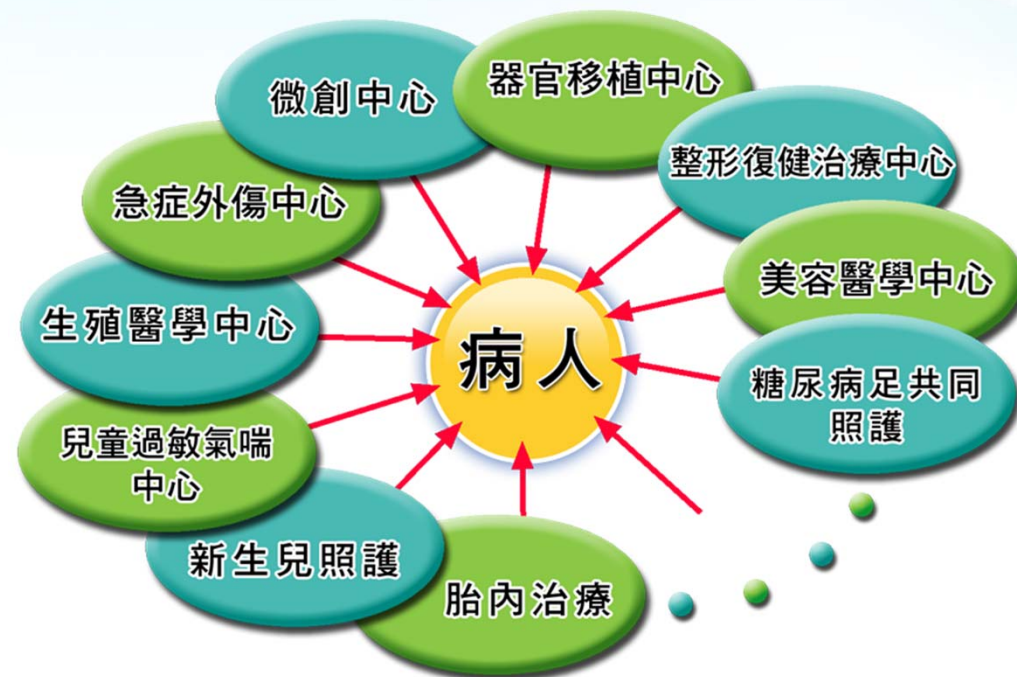 微創中心
器官移植中心
整形復健治療中心
急症外傷中心
美容醫學中心
生殖醫學中心
病人
糖尿病足共同
照護
兒童過敏氣喘
中心
新生兒照護
胎內治療